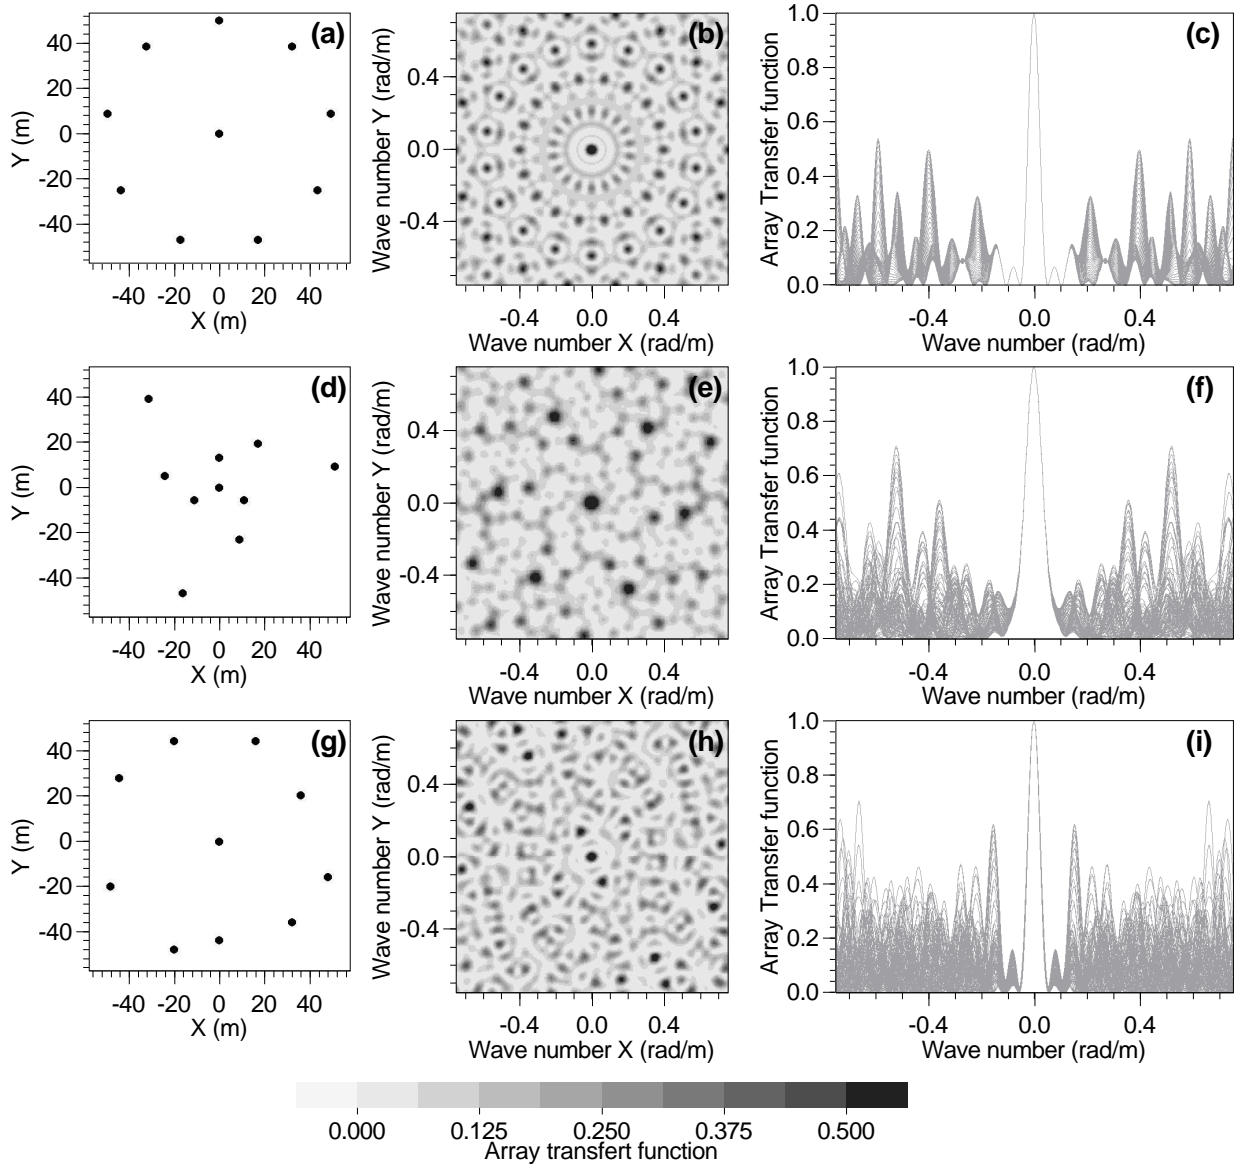 (a)
40
20
0
-20
-40
Y (m)
-40 -20 0 20 40
X (m)
(b)
0.4
0.0
-0.4
Wave number Y (rad/m)
-0.4 0.0 0.4
Wave number X (rad/m)
(c)
1.0
0.8
0.6
0.4
0.2
0.0
Array Transfer function
-0.4 0.0 0.4
Wave number (rad/m)
(d)
40
20
0
-20
-40
Y (m)
-40 -20 0 20 40
X (m)
(e)
0.4
0.0
-0.4
Wave number Y (rad/m)
-0.4 0.0 0.4
Wave number X (rad/m)
(f)
1.0
0.8
0.6
0.4
0.2
0.0
Array Transfer function
-0.4 0.0 0.4
Wave number (rad/m)
(g)
40
20
0
-20
-40
Y (m)
-40 -20 0 20 40
X (m)
(h)
0.4
0.0
-0.4
Wave number Y (rad/m)
-0.4 0.0 0.4
Wave number X (rad/m)
(i)
1.0
0.8
0.6
0.4
0.2
0.0
Array Transfer function
-0.4 0.0 0.4
Wave number (rad/m)
0.000 0.125 0.250 0.375 0.500
Array transfert function